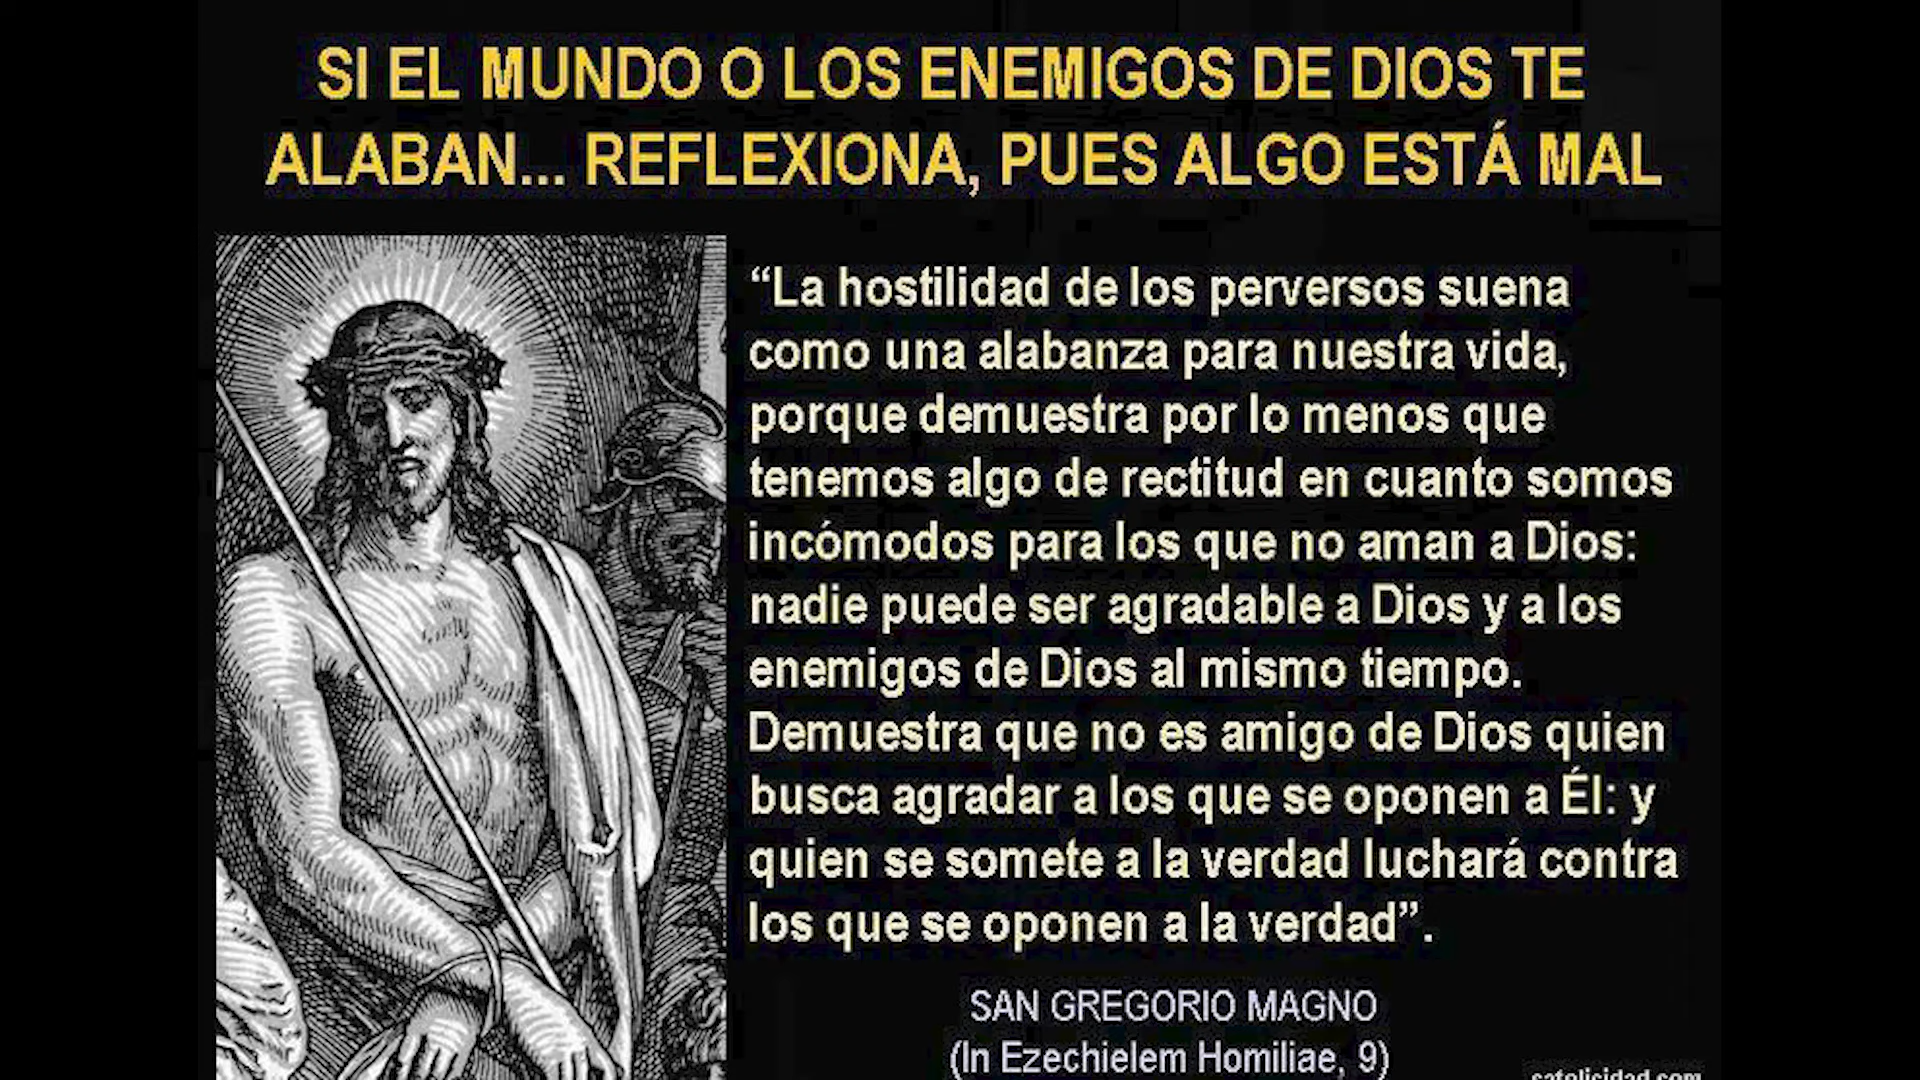 SI EL MUNDO O LOS ENEMIGOS DE DIOS TE
ALABAN... REFLEXIONA, PUES ALGO ESTÁ MAL
“La hostilidad de los perversos suena
como una alabanza para nuestra vida,
porque demuestra por lo menos que
tenemos algo de rectitud en cuanto somos
incómodos para los que no aman a Dios:
nadie puede ser agradable a Dios y a los
enemigos de Dios al mismo tiempo.
Demuestra que no es amigo de Dios quien
busca agradar a los que se oponen a Él: y
quien se somete a la verdad luchará contra
los que se oponen a la verdad”.
SAN GREGORIO MAGNO
(In Ezechielem Homiliae, 9)
catolicidad.com